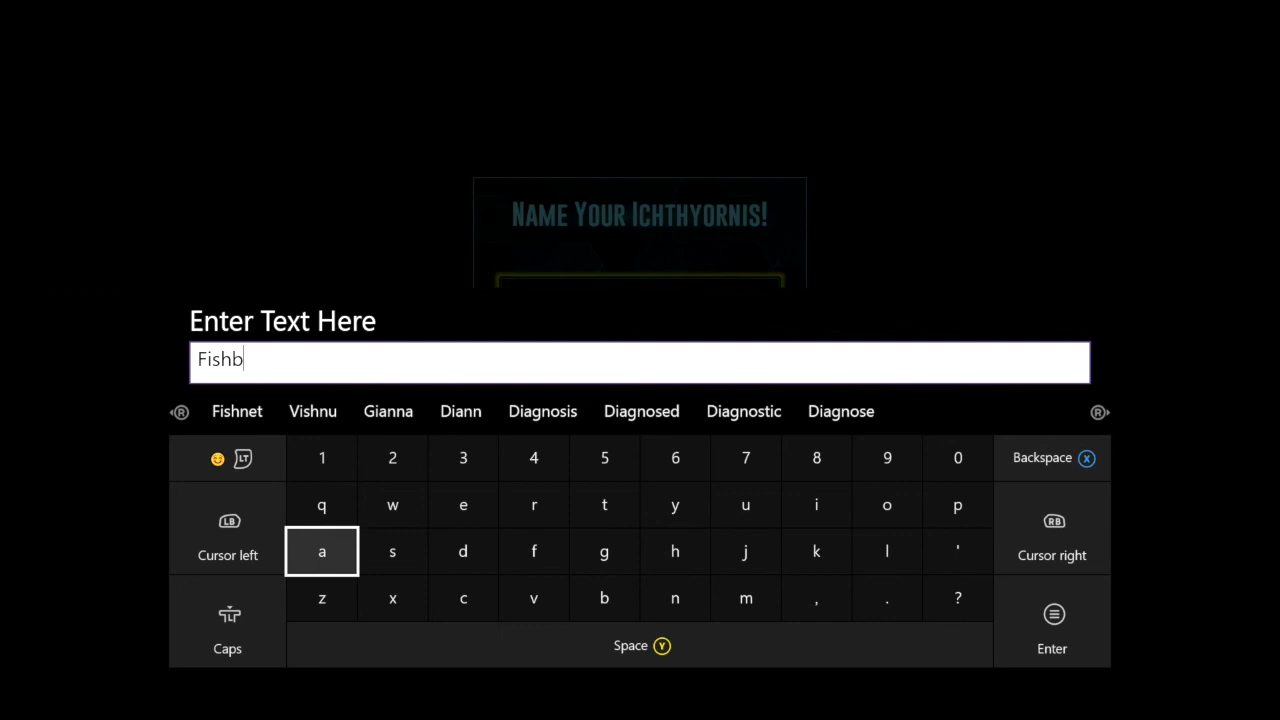 NAME YOUR ICHTHYORNIS!
Enter Text Here
Fishb
R Fishnet Vishnu Gianna Diann Diagnosis Diagnosed Diagnostic Diagnose R
😊 LT 1 2 3 4 5 6 7 8 9 0 Backspace X
q w e r t y u i o p
LB RB
Cursor left a s d f g h j k l ' Cursor right
z x c v b n m , . ?
LT
Caps Space Y Enter